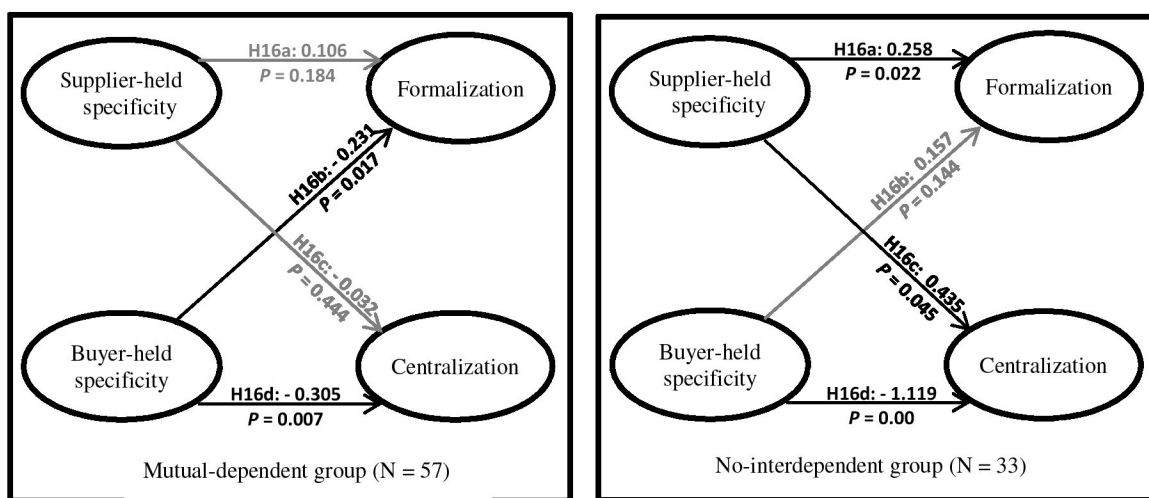 H16a: 0.106
P = 0.184
Supplier-held
specificity
Formalization
H16b: - 0.231
P = 0.017
H16c: - 0.032
P = 0.444
Buyer-held
specificity
Centralization
H16d: - 0.305
P = 0.007
Mutual-dependent group (N = 57)
H16a: 0.258
P = 0.022
Supplier-held
specificity
Formalization
H16b: 0.157
P = 0.144
H16c: 0.435
P = 0.045
Buyer-held
specificity
Centralization
H16d: - 1.119
P = 0.00
No-interdependent group (N = 33)